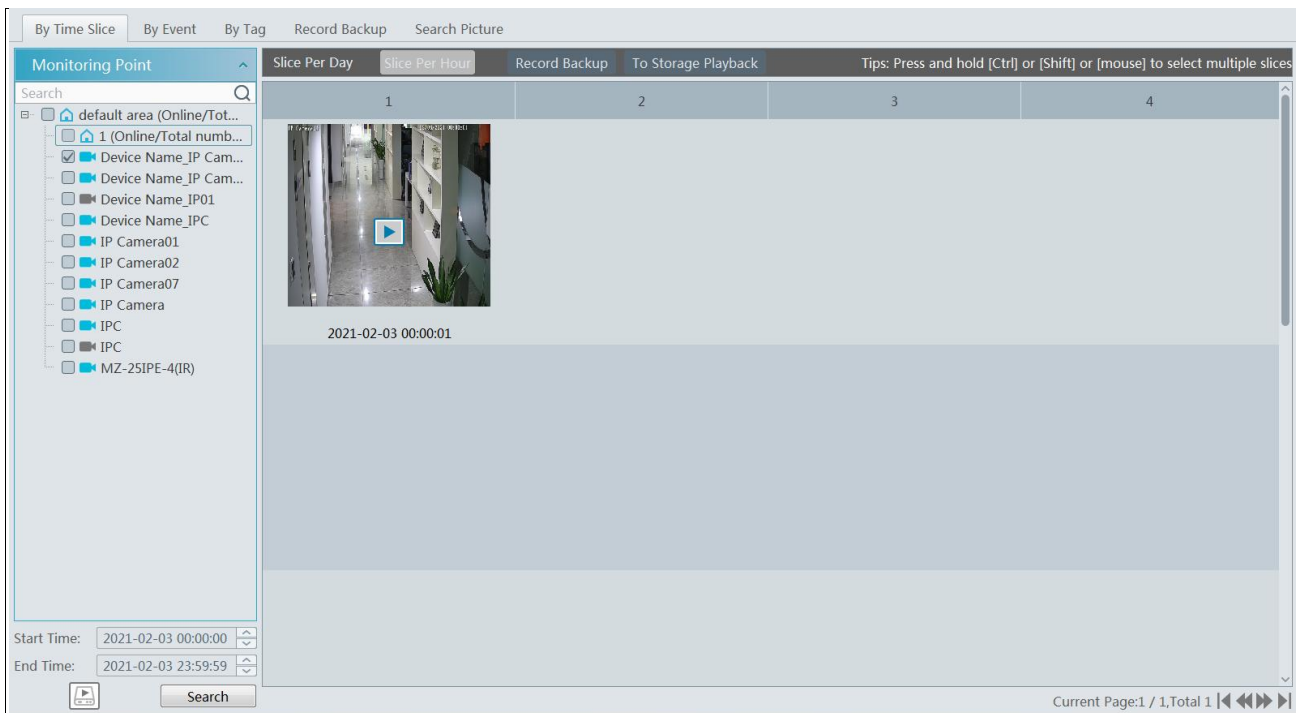 By Time Slice By Event By Tag Record Backup Search Picture
Monitoring Point
Slice Per Day Slice Per Hour Record Backup To Storage Playback Tips: Press and hold [Ctrl] or [Shift] or [mouse] to select multiple slices
Search
1 2 3 4
default area (Online/Tot...
1 (Online/Total numb...
Device Name_IP Cam...
Device Name_IP Cam...
Device Name_IP01
Device Name_IPC
IP Camera01
IP Camera02
IP Camera07
IP Camera
IPC
IPC
MZ-25IPE-4(IR)
2021-02-03 00:00:01
Start Time: 2021-02-03 00:00:00
End Time: 2021-02-03 23:59:59
Search
Current Page:1 / 1,Total 1